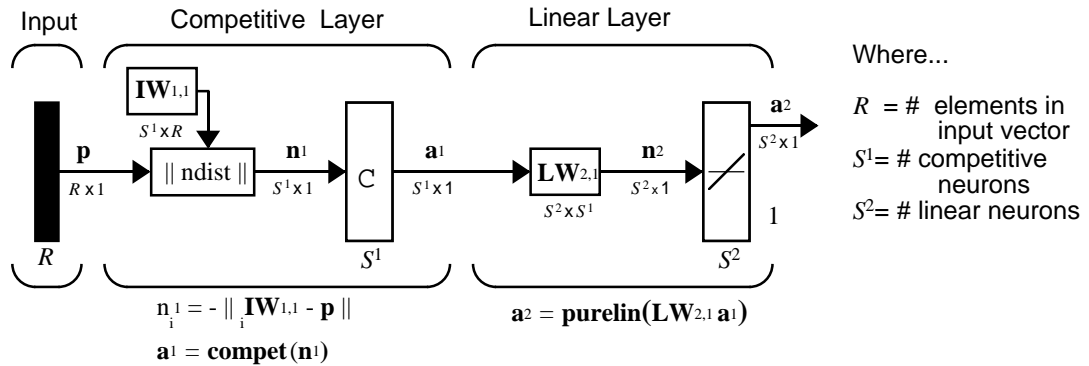 Input
Competitive Layer
Linear Layer
Where...
R = # elements in
input vector
S1= # competitive
neurons
S2= # linear neurons
IW1,1
S1 x R
p
R x 1
|| ndist ||
n1
S1 x 1
C
a1
S1 x 1
LW2,1
S2 x S1
n2
S2 x 1
a2
S2 x 1
1
R
S1
S2
ni1 = - || iIW1,1 - p ||
a1 = compet (n1)
a2 = purelin(LW2,1 a1)